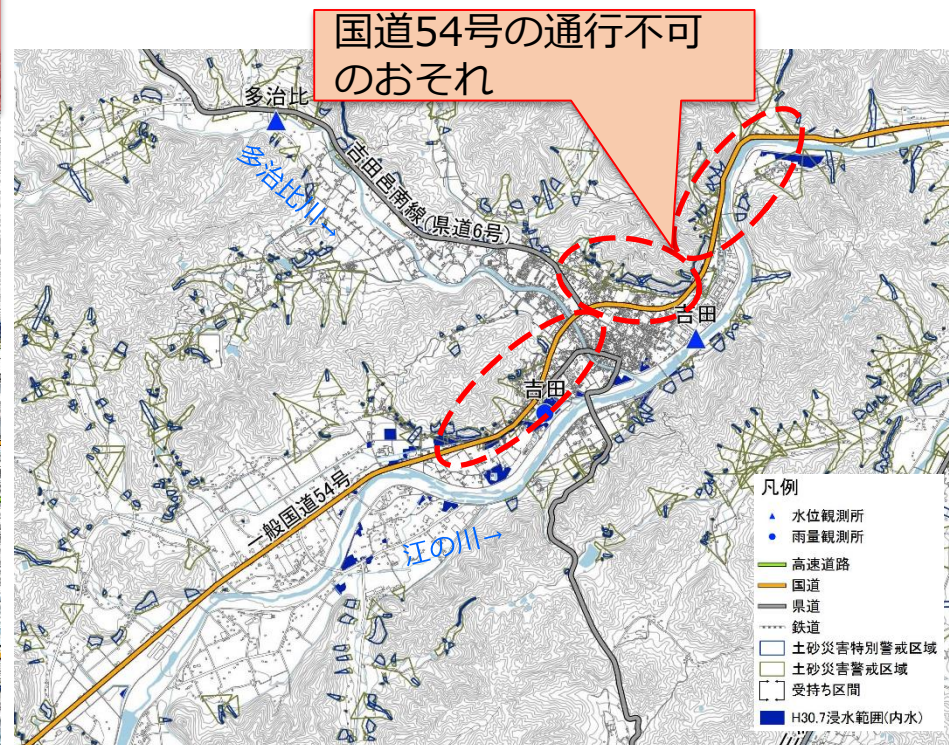 国道54号の通行不可
のおそれ
多治比
多治比川→
吉田邑南線(県道6号)
吉田
吉田
一般国道54号
江の川→
凡例
水位観測所
雨量観測所
高速道路
国道
県道
鉄道
土砂災害特別警戒区域
土砂災害警戒区域
受持ち区間
H30.7浸水範囲(内水)